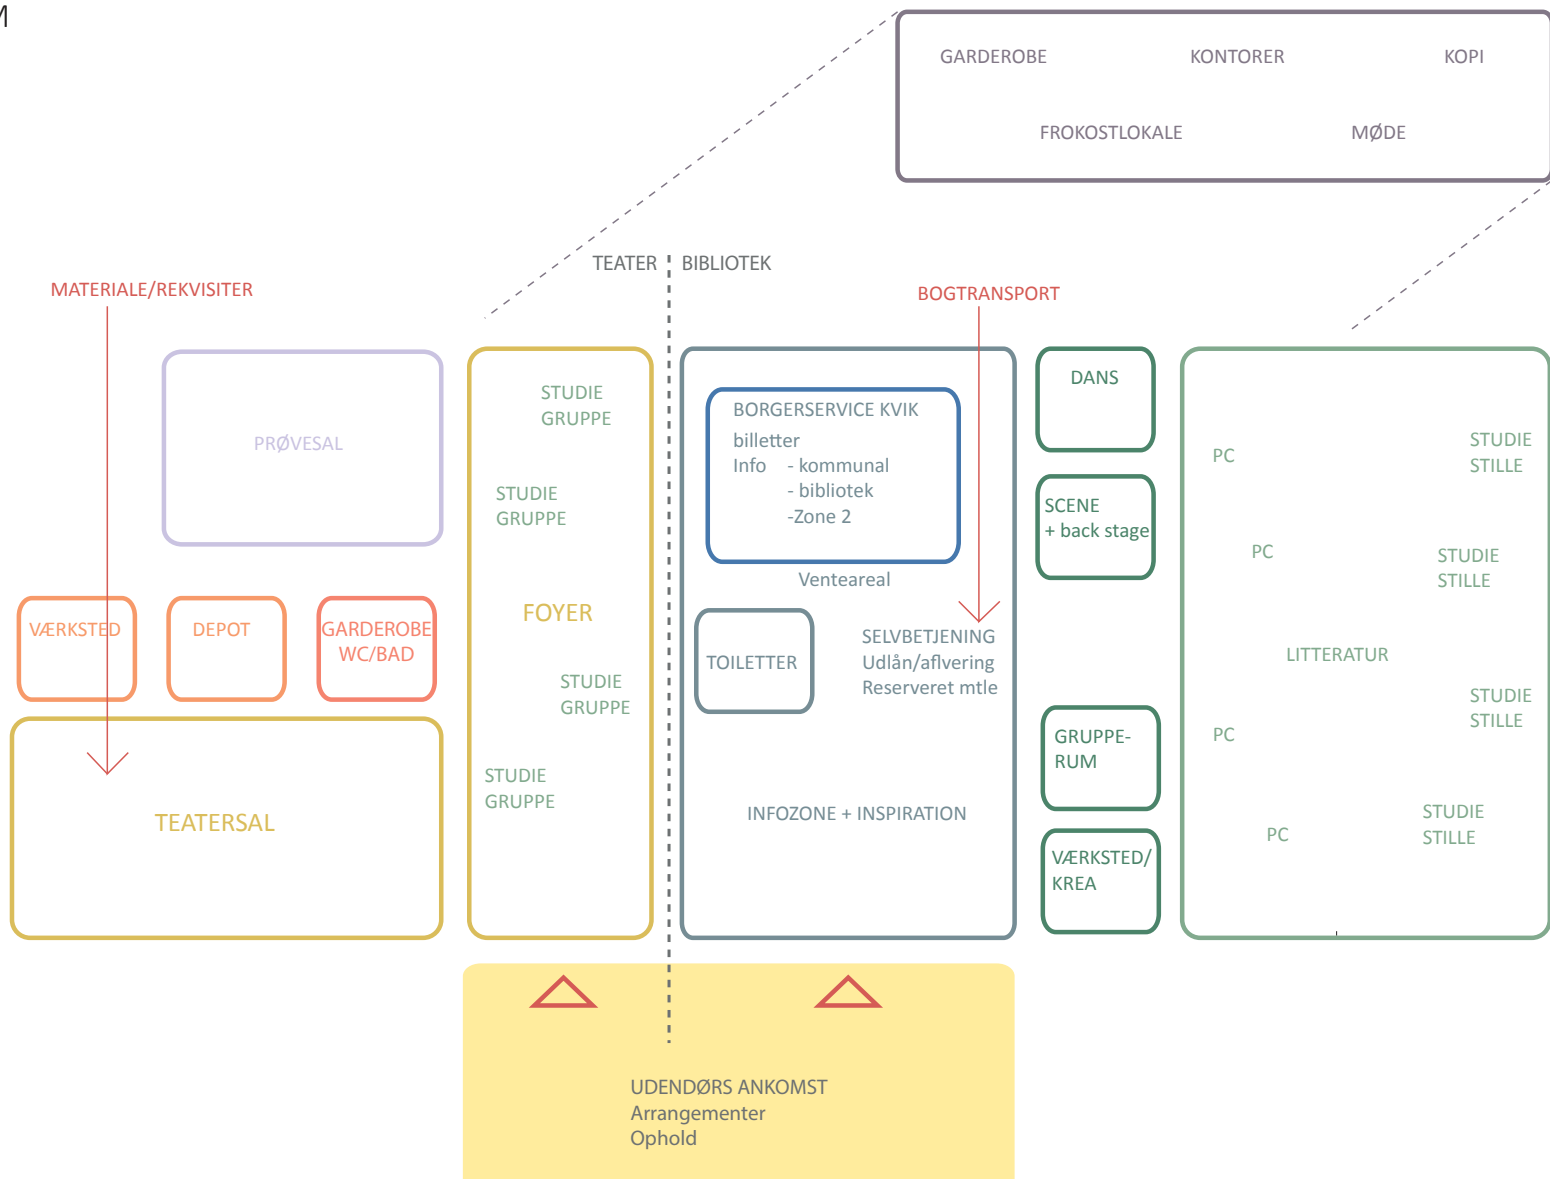 M
GARDEROBE
KONTORER
KOPI
FROKOSTLOKALE
MØDE
TEATER
BIBLIOTEK
MATERIALE/REKVISITER
BOGTRANSPORT
PRØVESAL
VÆRKSTED
DEPOT
GARDEROBE
WC/BAD
TEATERSAL
STUDIE
GRUPPE
STUDIE
GRUPPE
FOYER
STUDIE
GRUPPE
STUDIE
GRUPPE
BORGERSERVICE KVIK
billetter
Info - kommunal
- bibliotek
-Zone 2
Venteareal
TOILETTER
SELVBETJENING
Udlån/aflvering
Reserveret mtle
INFOZONE + INSPIRATION
DANS
SCENE
+ back stage
GRUPPE-
RUM
VÆRKSTED/
KREA
PC
STUDIE
STILLE
PC
STUDIE
STILLE
LITTERATUR
STUDIE
STILLE
PC
STUDIE
STILLE
PC
UDENDØRS ANKOMST
Arrangementer
Ophold